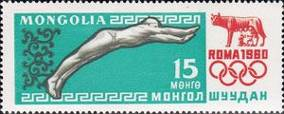 MONGOLIA
ROMA 1960
15
МӨНГӨ
МОНГОЛ ШУУДАН